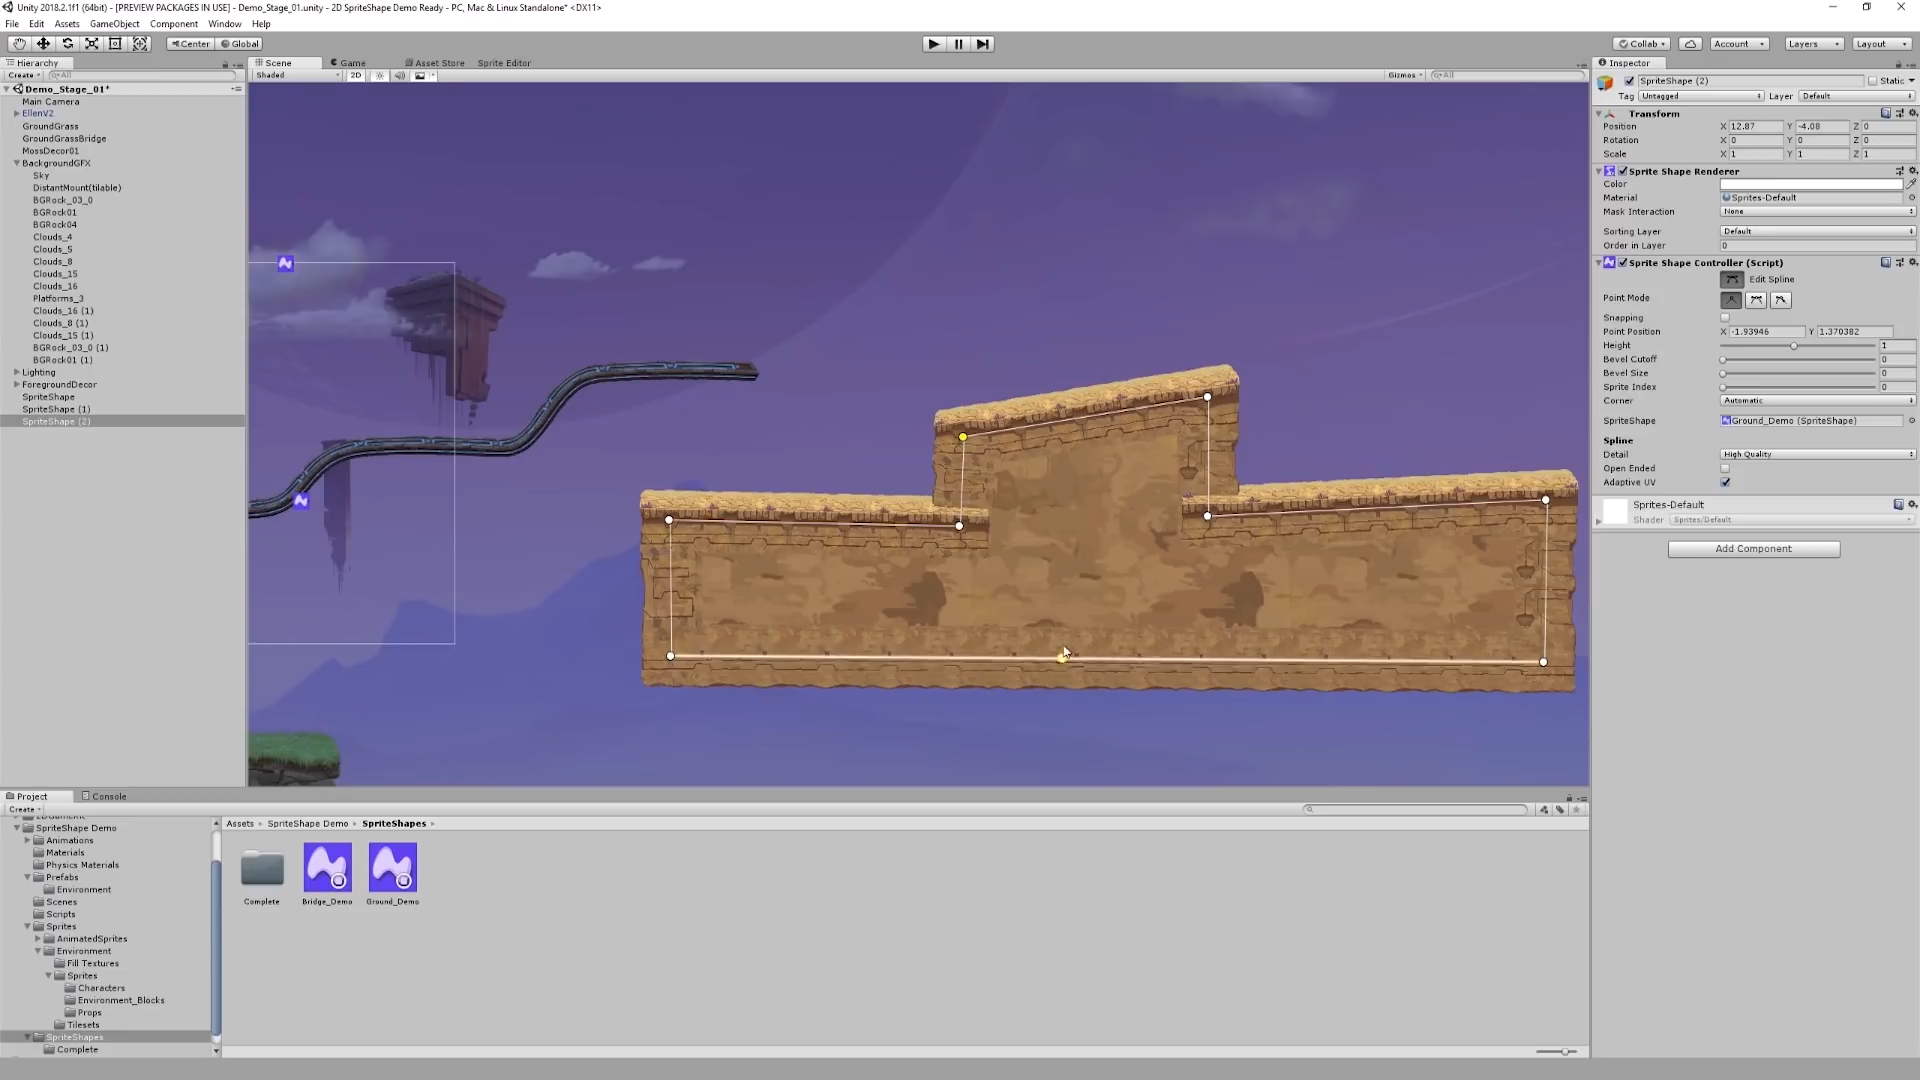 Unity 2018.2.1f1 (64bit) - [PREVIEW PACKAGES IN USE] - Demo_Stage_01.unity - 2D SpriteShape Demo Ready - PC, Mac & Linux Standalone* <DX11>
File Edit Assets GameObject Component Window Help
Center Global Collab Account Layers Layout
Hierarchy
Create All
Demo_Stage_01*
Main Camera
EllenV2
GroundGrass
GroundGrassBridge
MossDecor01
BackgroundGFX
Sky
DistantMount(tilable)
BGRock_03_0
BGRock01
BGRock04
Clouds_4
Clouds_5
Clouds_8
Clouds_15
Clouds_16
Platforms_3
Clouds_16 (1)
Clouds_8 (1)
Clouds_15 (1)
BGRock_03_0 (1)
BGRock01 (1)
Lighting
ForegroundDecor
SpriteShape
SpriteShape (1)
SpriteShape (2)
Scene Game Asset Store Sprite Editor
Shaded 2D Gizmos All
Inspector
SpriteShape (2) Static
Tag Untagged Layer Default
Transform
Position X 12.87 Y -4.08 Z 0
Rotation X 0 Y 0 Z 0
Scale X 1 Y 1 Z 1
Sprite Shape Renderer
Color
Material Sprites-Default
Mask Interaction None
Sorting Layer Default
Order in Layer 0
Sprite Shape Controller (Script)
Edit Spline
Point Mode
Snapping
Point Position X -1.93946 Y 1.370382
Height 1
Bevel Cutoff 0
Bevel Size 0
Sprite Index 0
Corner Automatic
SpriteShape Ground_Demo (SpriteShape)
Spline
Detail High Quality
Open Ended
Adaptive UV
Sprites-Default
Shader Sprites/Default
Add Component
Project Console
Create
SpriteShape Demo
Animations
Materials
Physics Materials
Prefabs
Environment
Scenes
Scripts
Sprites
AnimatedSprites
Environment
Fill Textures
Sprites
Characters
Environment_Blocks
Props
Tilesets
SpriteShapes
Complete
Assets SpriteShape Demo SpriteShapes
Complete Bridge_Demo Ground_Demo